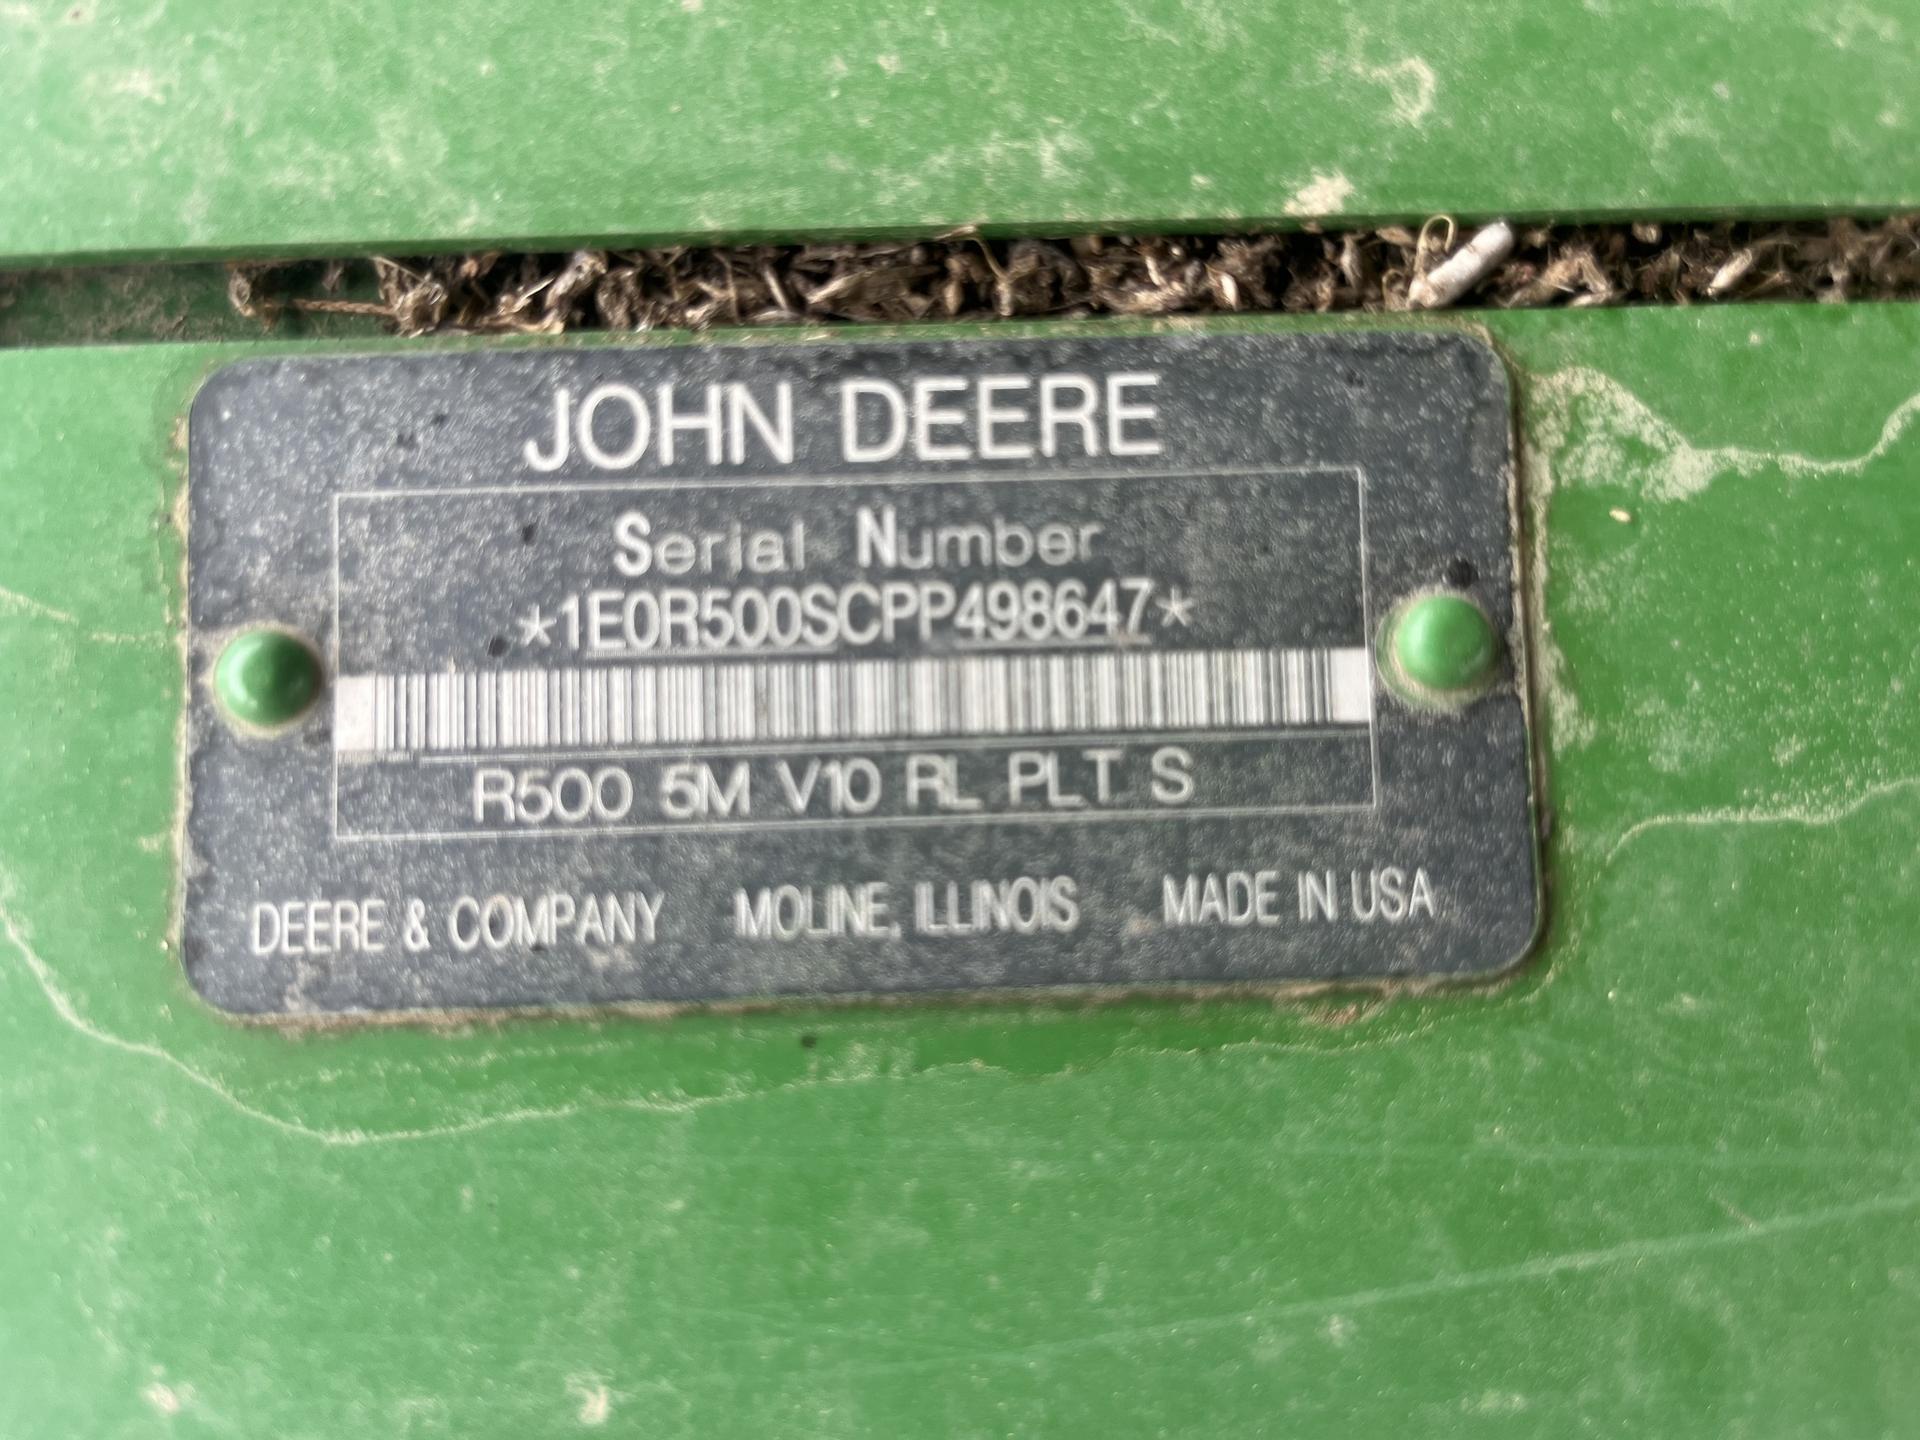 JOHN DEERE
Serial Number
*1E0R500SCPP498647*
R500 5M V10 RL PLT S
DEERE & COMPANY MOLINE, ILLINOIS MADE IN USA